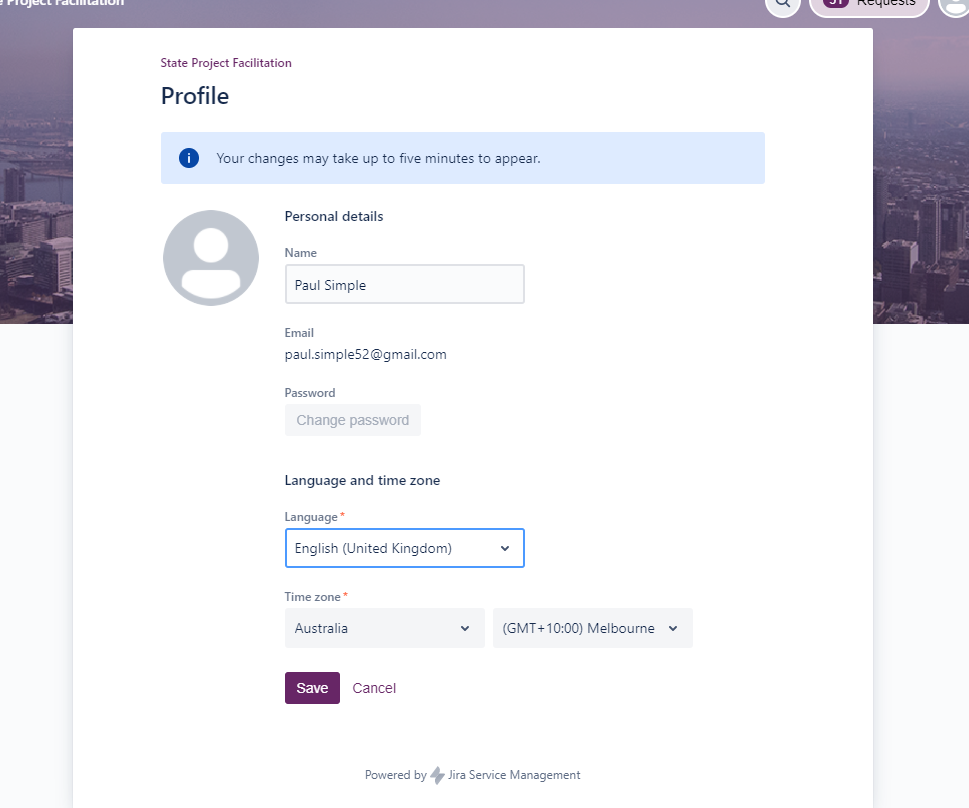 Project Facilitation
Requests
State Project Facilitation
Profile
Your changes may take up to five minutes to appear.
Personal details
Name
Paul Simple
Email
paul.simple52@gmail.com
Password
Change password
Language and time zone
Language *
English (United Kingdom)
Time zone *
Australia (GMT+10:00) Melbourne
Save Cancel
Powered by Jira Service Management